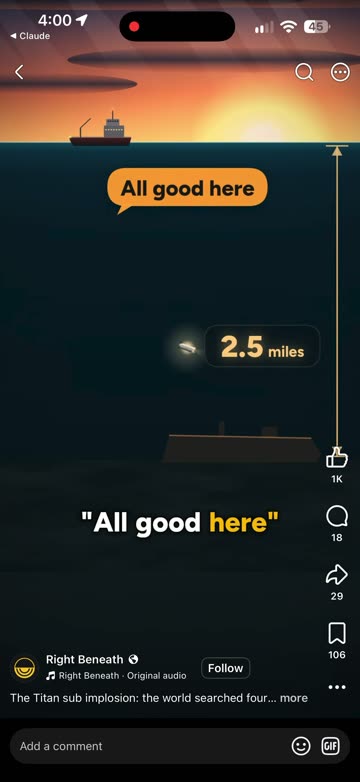 4:00
45
◄ Claude
All good here
2.5 miles
"All good here"
1K
18
29
106
Right Beneath
Right Beneath · Original audio
Follow
The Titan sub implosion: the world searched four... more
Add a comment
GIF